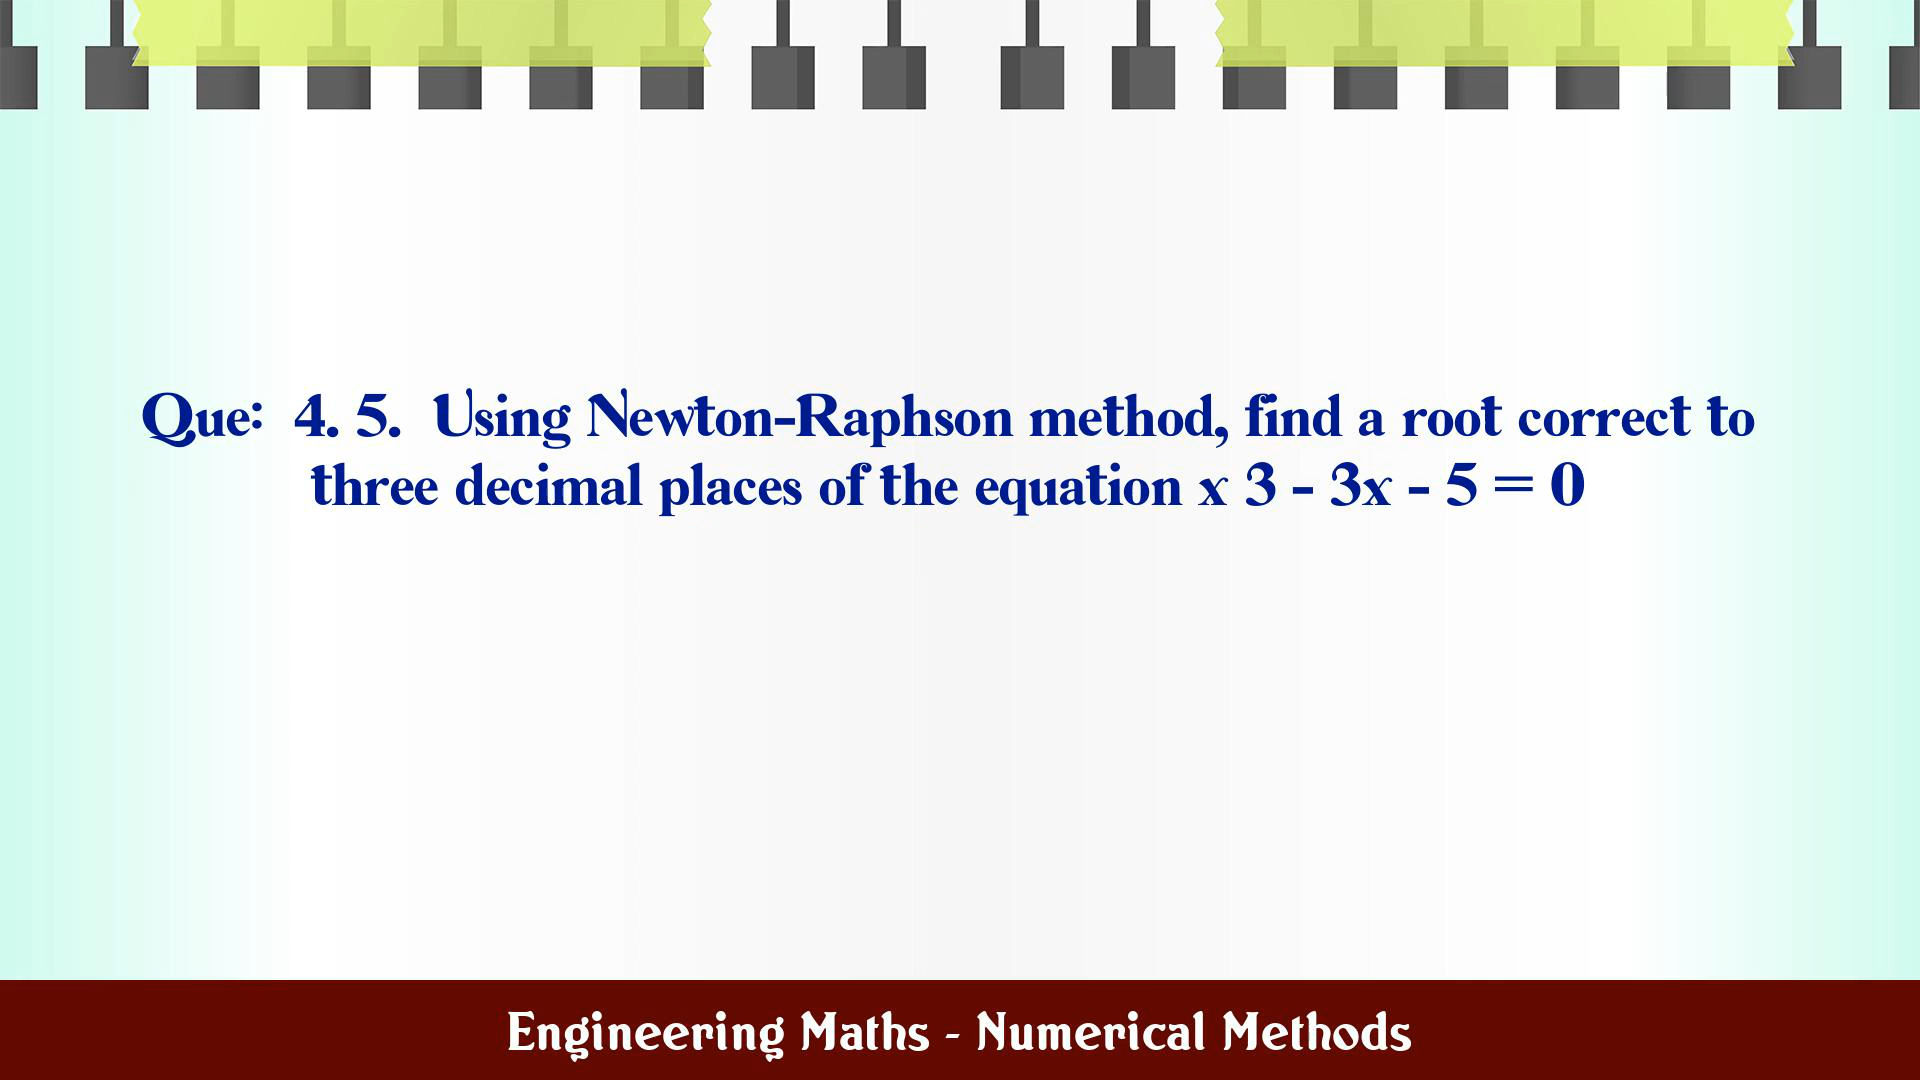 Que: 4. 5. Using Newton-Raphson method, find a root correct to
three decimal places of the equation x 3 - 3x - 5 = 0
Engineering Maths - Numerical Methods